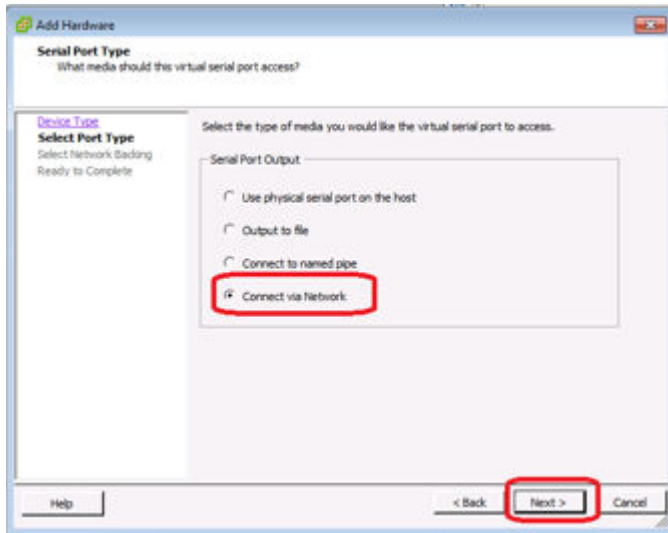 Add Hardware
Serial Port Type
What media should this virtual serial port access?
Device Type
Select Port Type
Select Network Backing
Ready to Complete
Select the type of media you would like the virtual serial port to access.
Serial Port Output
Use physical serial port on the host
Output to file
Connect to named pipe
Connect via Network
Help
< Back
Next >
Cancel